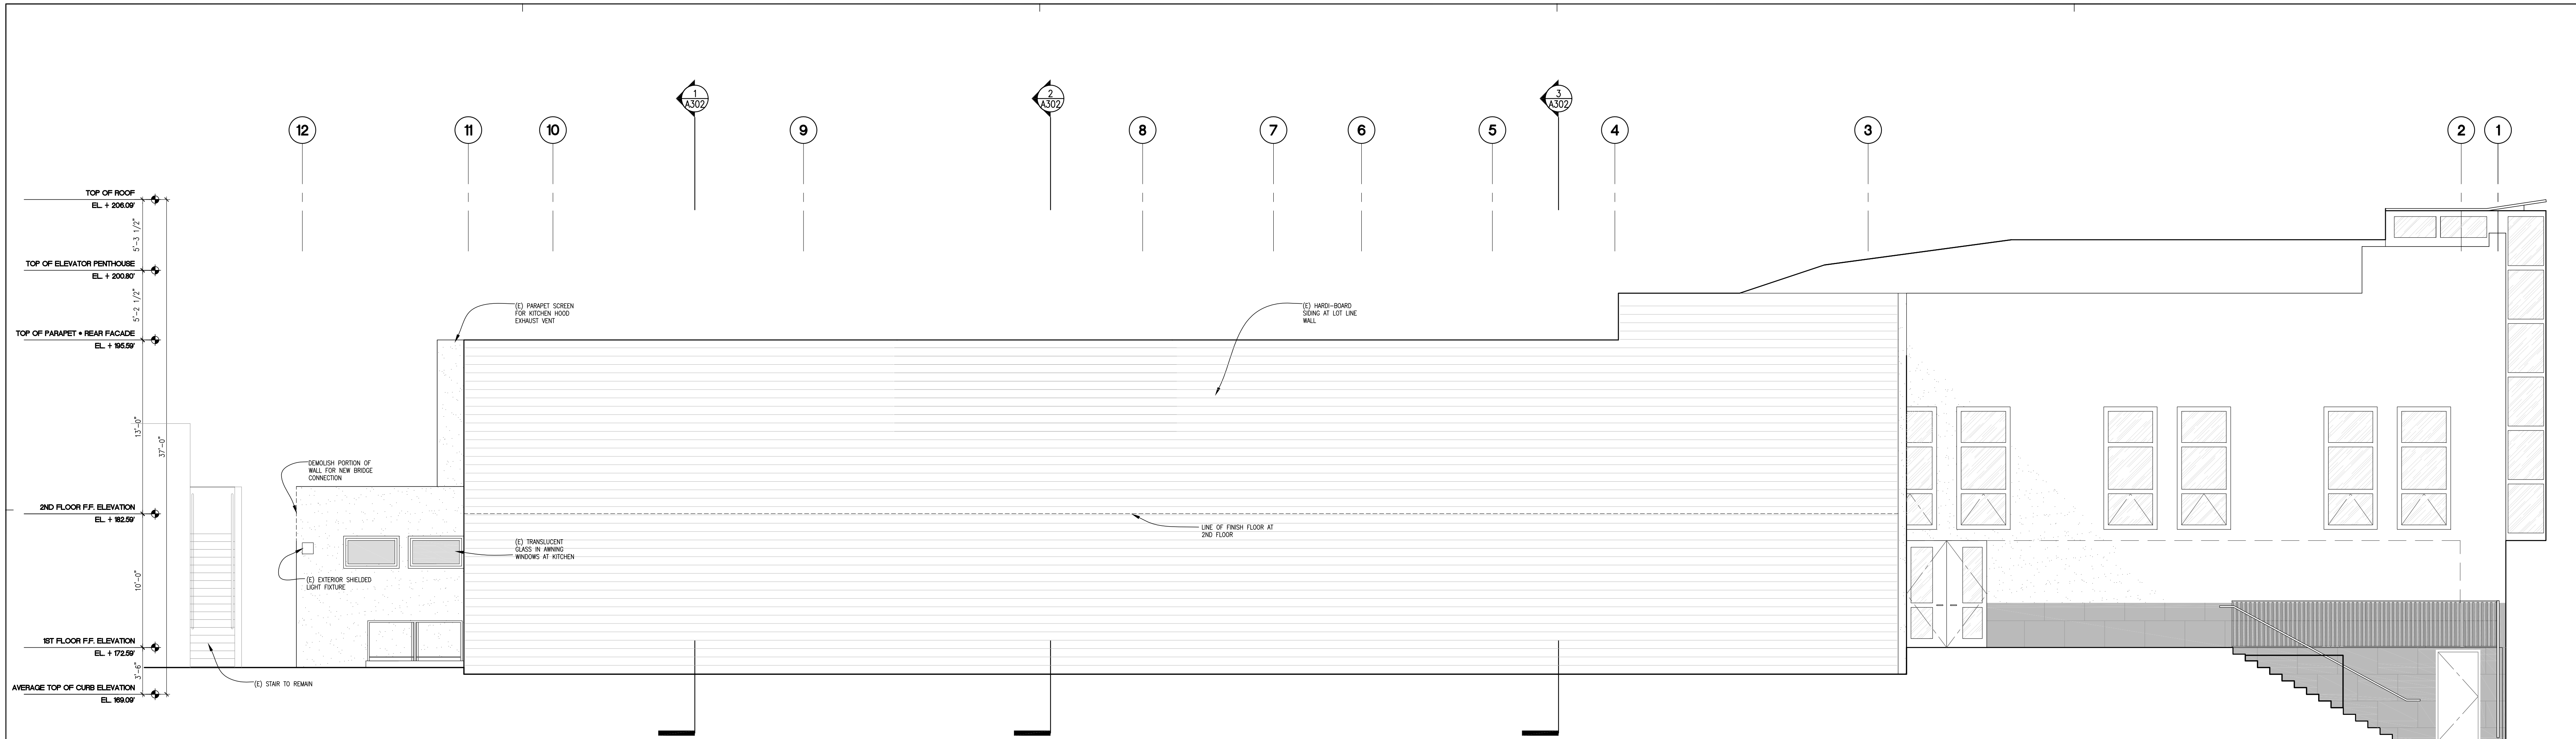 1
A302
2
A302
3
A302
12
11
10
9
8
7
6
5
4
3
2
1
TOP OF ROOF
EL. + 206.09'
5'-3 1/2"
TOP OF ELEVATOR PENTHOUSE
EL. + 200.80'
5'-2 1/2"
TOP OF PARAPET • REAR FACADE
EL. + 195.59'
13'-0"
37'-0"
2ND FLOOR F.F. ELEVATION
EL. + 182.59'
10'-0"
1ST FLOOR F.F. ELEVATION
EL. + 172.59'
3'-6"
AVERAGE TOP OF CURB ELEVATION
EL. 169.09'
(E) PARAPET SCREEN
FOR KITCHEN HOOD
EXHAUST VENT
(E) HARDI-BOARD
SIDING AT LOT LINE
WALL
DEMOLISH PORTION OF
WALL FOR NEW BRIDGE
CONNECTION
LINE OF FINISH FLOOR AT
2ND FLOOR
(E) TRANSLUCENT
GLASS IN AWNING
WINDOWS AT KITCHEN
(E) EXTERIOR SHIELDED
LIGHT FIXTURE
(E) STAIR TO REMAIN